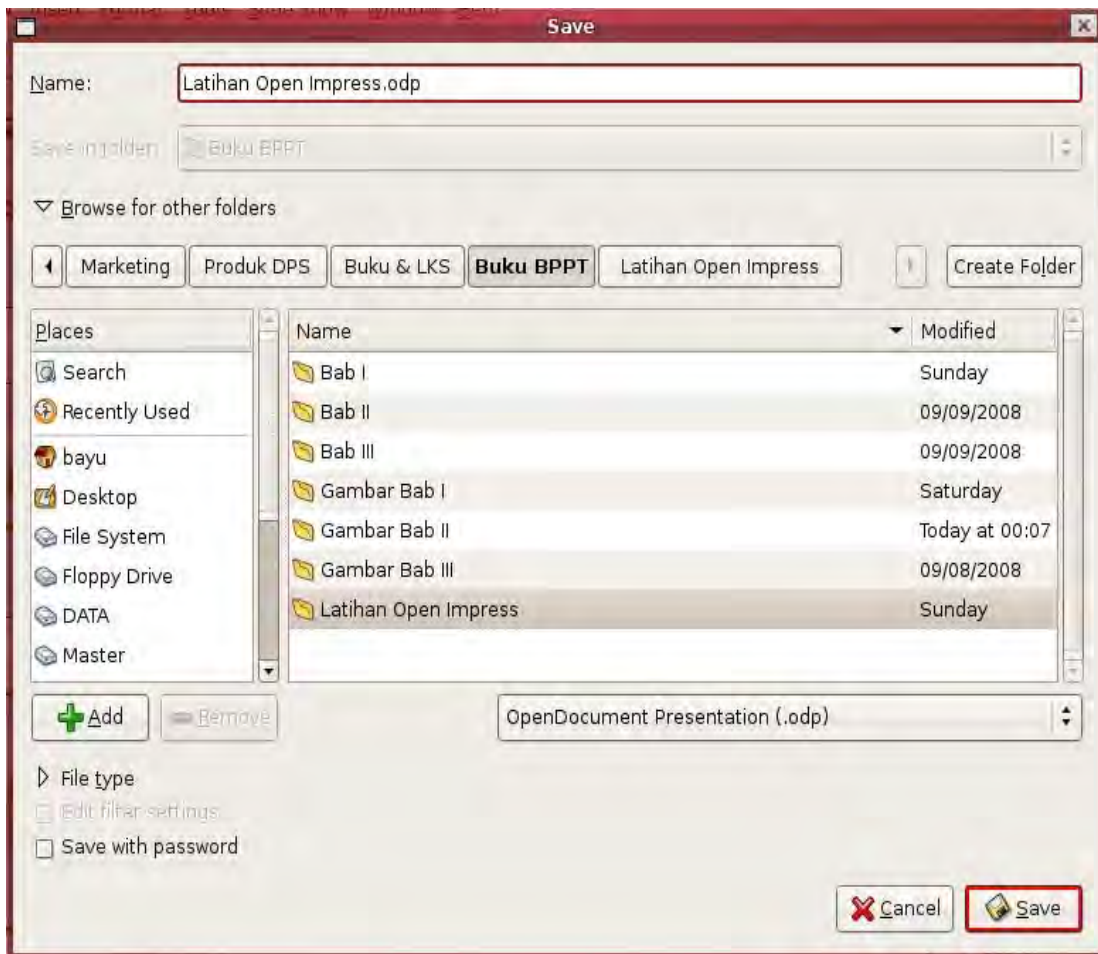 Save
Name: Latihan Open Impress.odp
Save in folder: Buku BPPT
Browse for other folders
Marketing Produk DPS Buku & LKS Buku BPPT Latihan Open Impress Create Folder
Places Name Modified
Search Bab I Sunday
Recently Used Bab II 09/09/2008
bayu Bab III 09/09/2008
Desktop Gambar Bab I Saturday
File System Gambar Bab II Today at 00:07
Floppy Drive Gambar Bab III 09/08/2008
DATA Latihan Open Impress Sunday
Master
Add Remove OpenDocument Presentation (.odp)
File type
Edit filter settings
Save with password
Cancel Save